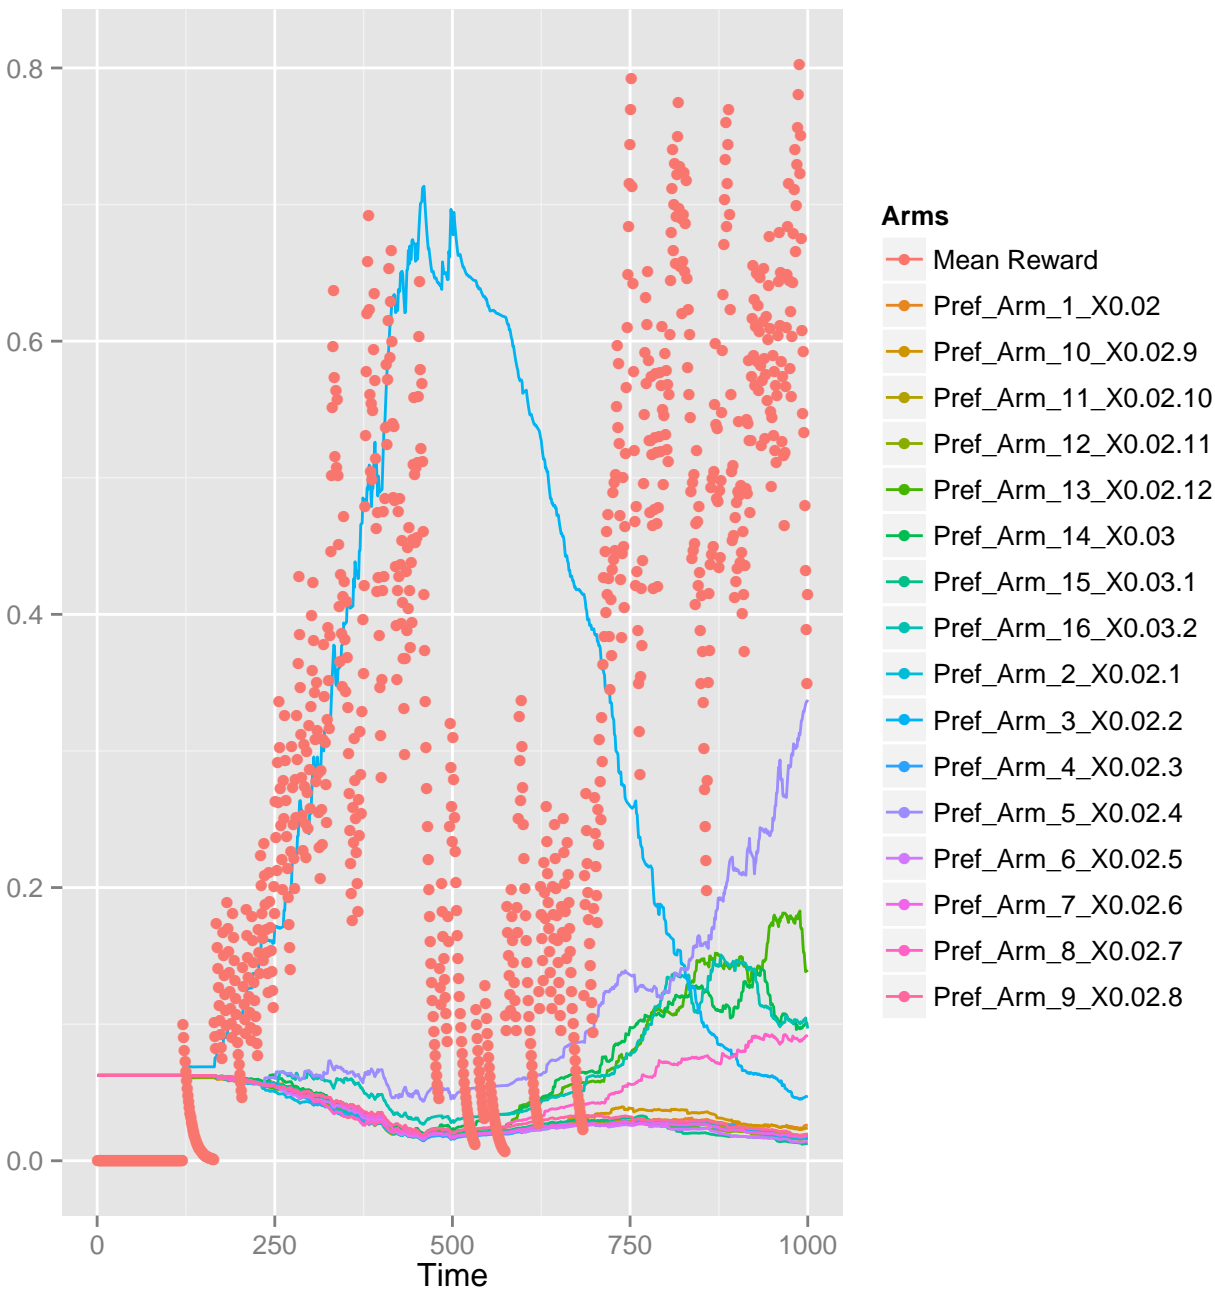 0.8
0.6
0.4
0.2
0.0
0 250 500 750 1000
Time
Arms
Mean Reward
Pref_Arm_1_X0.02
Pref_Arm_10_X0.02.9
Pref_Arm_11_X0.02.10
Pref_Arm_12_X0.02.11
Pref_Arm_13_X0.02.12
Pref_Arm_14_X0.03
Pref_Arm_15_X0.03.1
Pref_Arm_16_X0.03.2
Pref_Arm_2_X0.02.1
Pref_Arm_3_X0.02.2
Pref_Arm_4_X0.02.3
Pref_Arm_5_X0.02.4
Pref_Arm_6_X0.02.5
Pref_Arm_7_X0.02.6
Pref_Arm_8_X0.02.7
Pref_Arm_9_X0.02.8